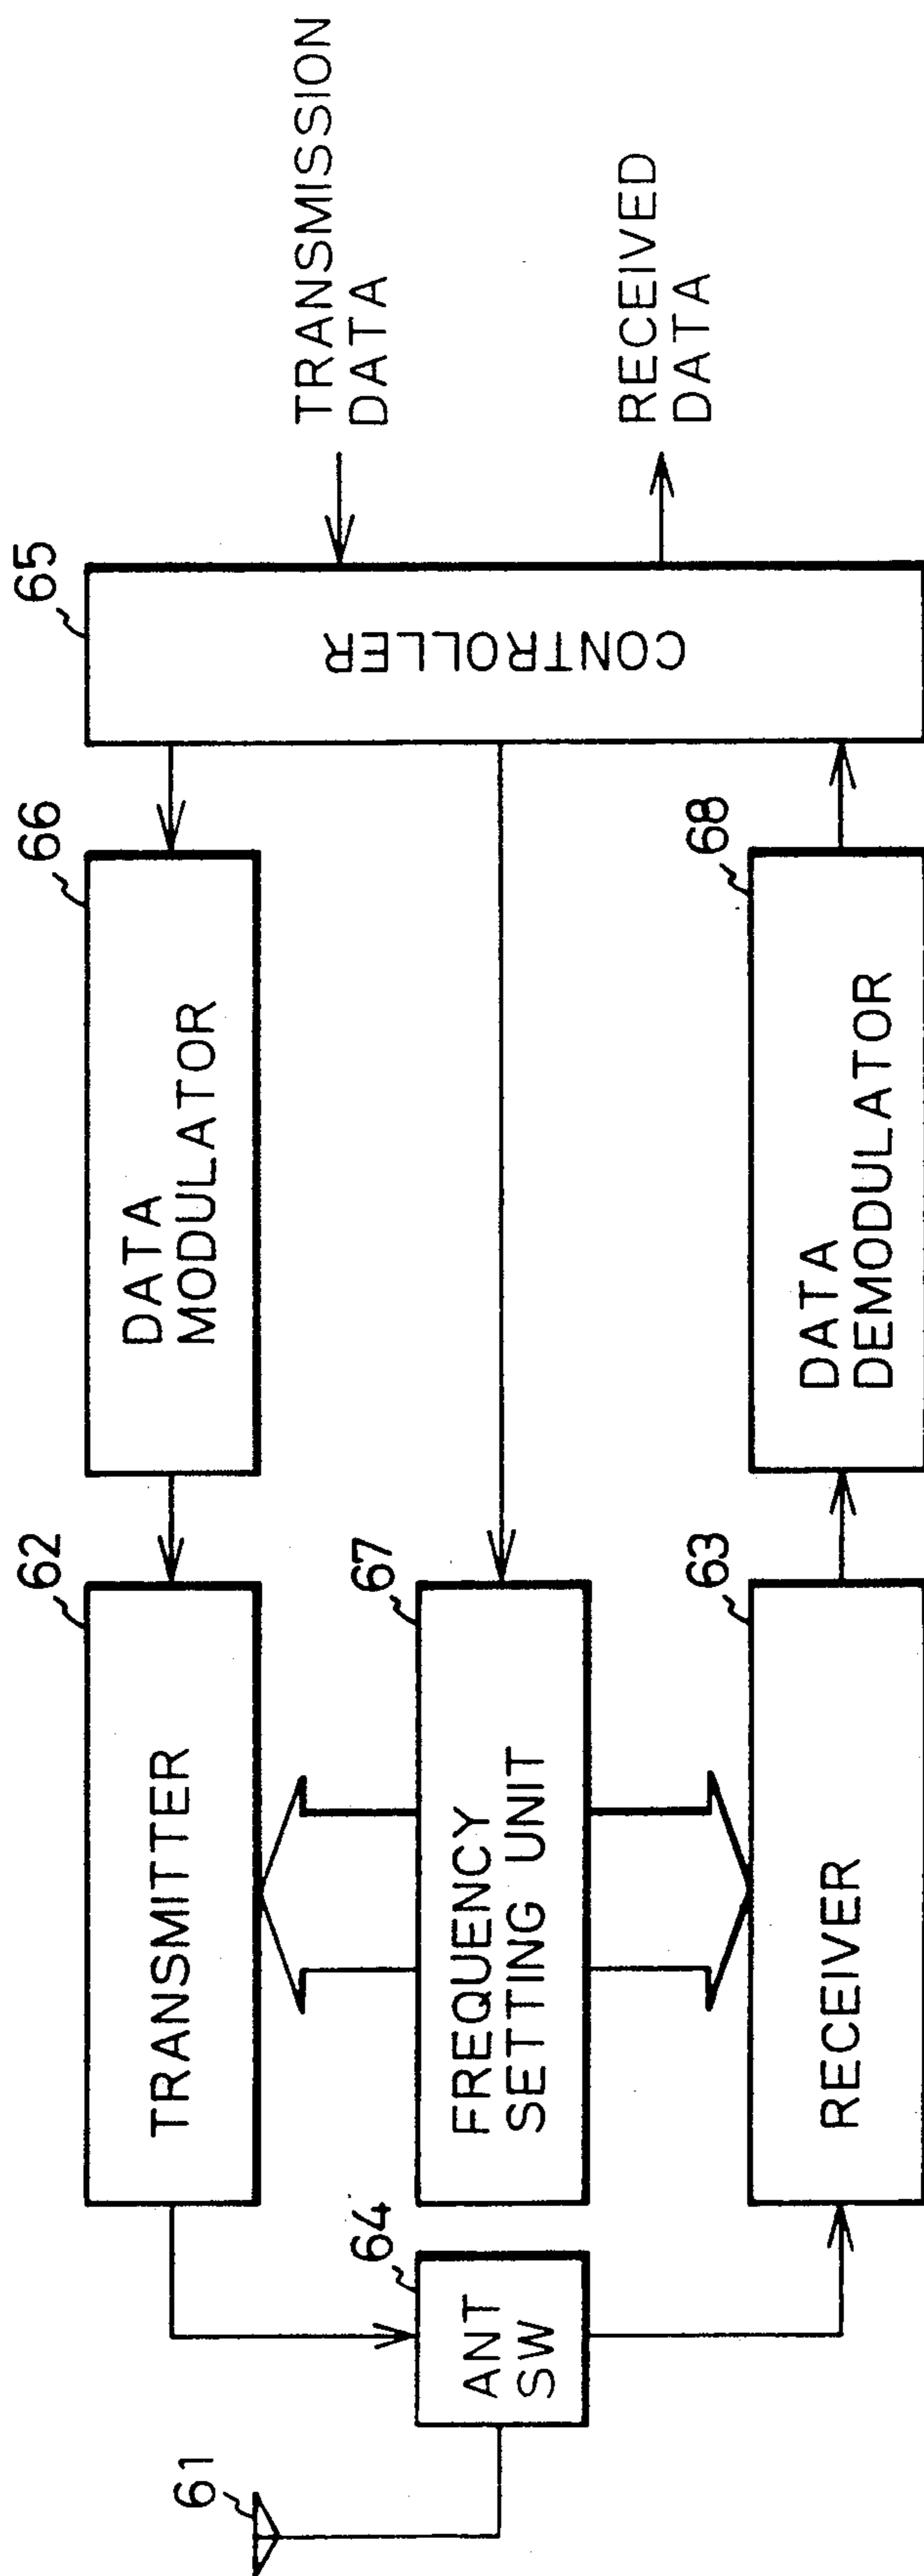 61
62
TRANSMITTER
66
DATA
MODULATOR
65
CONTROLLER
TRANSMISSION
DATA
64
ANT
SW
67
FREQUENCY
SETTING UNIT
63
RECEIVER
68
DATA
DEMODULATOR
RECEIVED
DATA